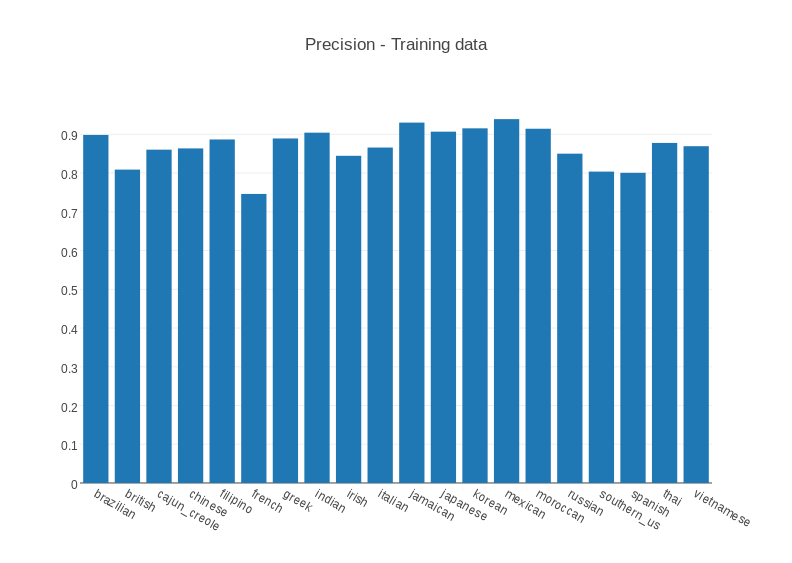 Precision - Training data
0.9
0.8
0.7
0.6
0.5
0.4
0.3
0.2
0.1
0
brazilian
british
cajun_creole
chinese
filipino
french
greek
indian
irish
italian
jamaican
japanese
korean
mexican
moroccan
russian
southern_us
spanish
thai
vietnamese